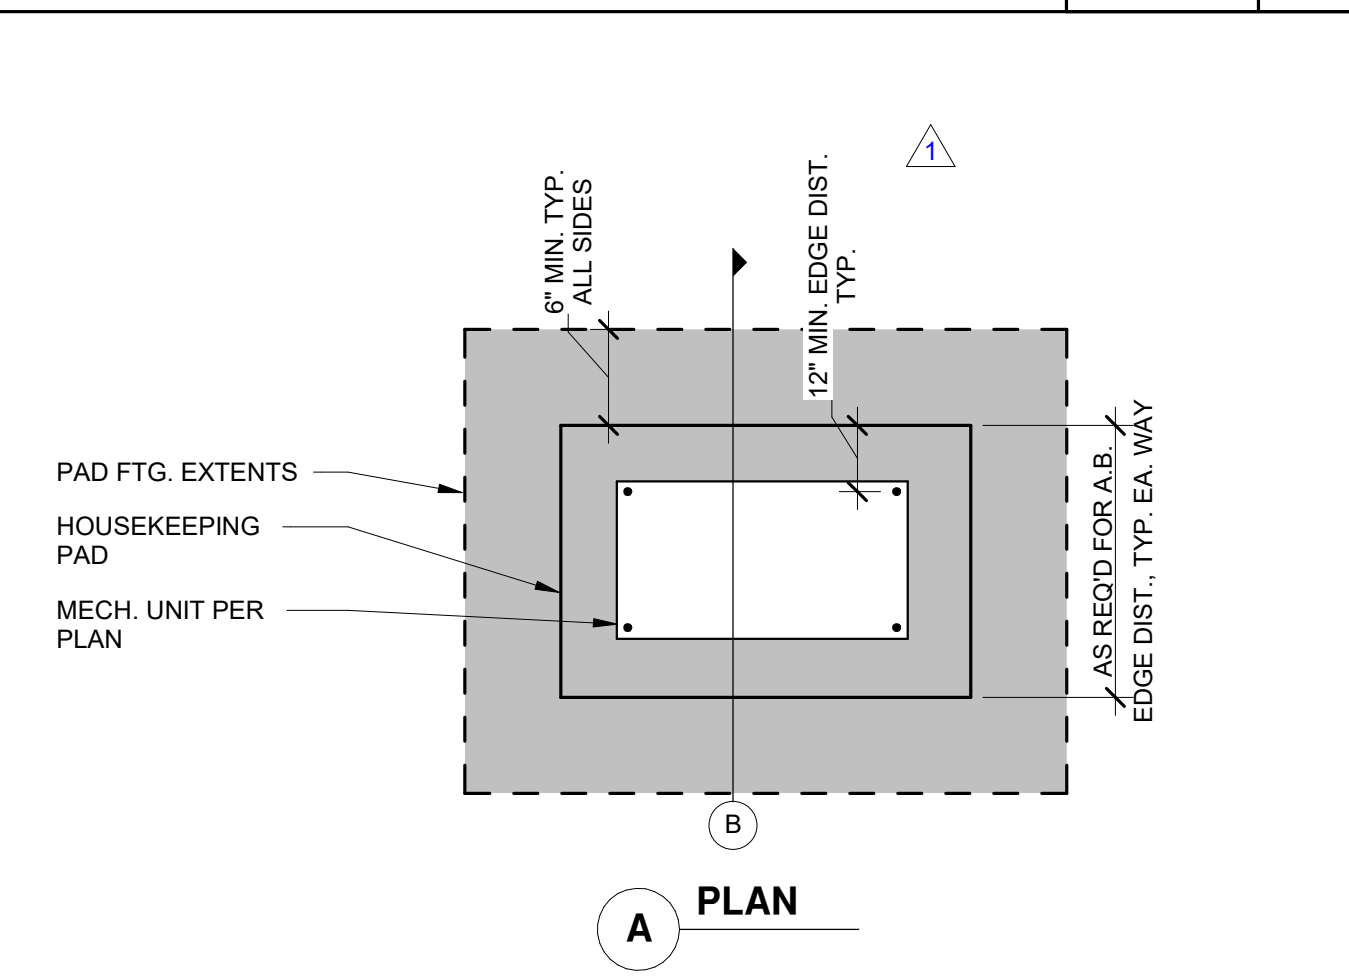 1
6" MIN. TYP.
ALL SIDES
12" MIN. EDGE DIST.
TYP.
PAD FTG. EXTENTS
HOUSEKEEPING
PAD
MECH. UNIT PER
PLAN
AS REQ'D FOR A.B.
EDGE DIST., TYP. EA. WAY
B
A
PLAN